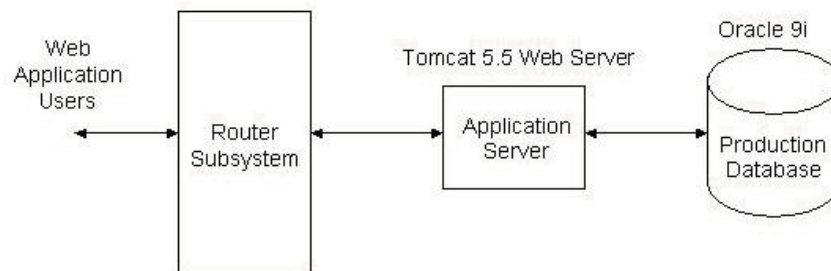 Web
Application
Users
Router
Subsystem
Tomcat 5.5 Web Server
Application
Server
Oracle 9i
Production
Database